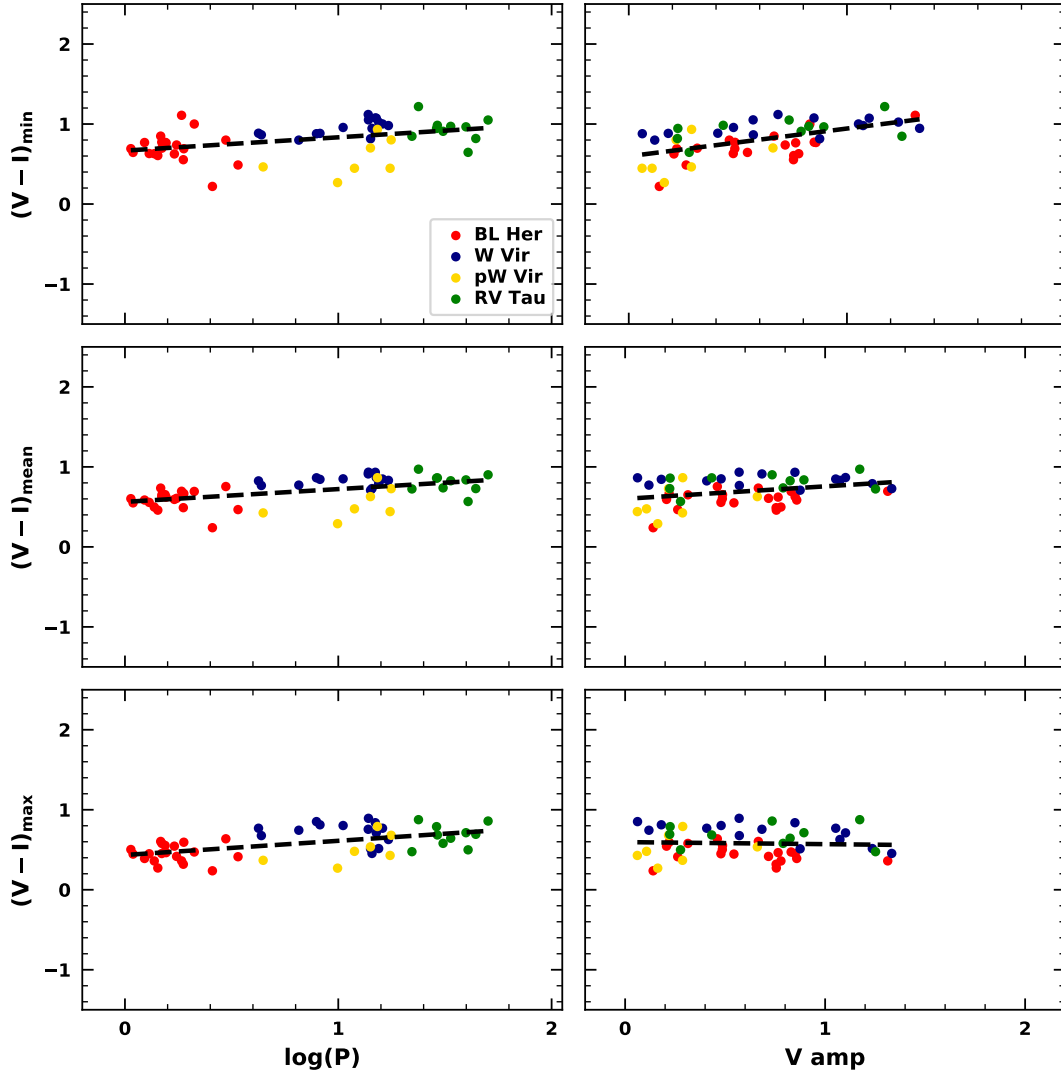 2
1
0
−1
(V − I)min
BL Her
W Vir
pW Vir
RV Tau
2
1
0
−1
(V − I)mean
2
1
0
−1
(V − I)max
0 1 2
log(P)
0 1 2
V amp